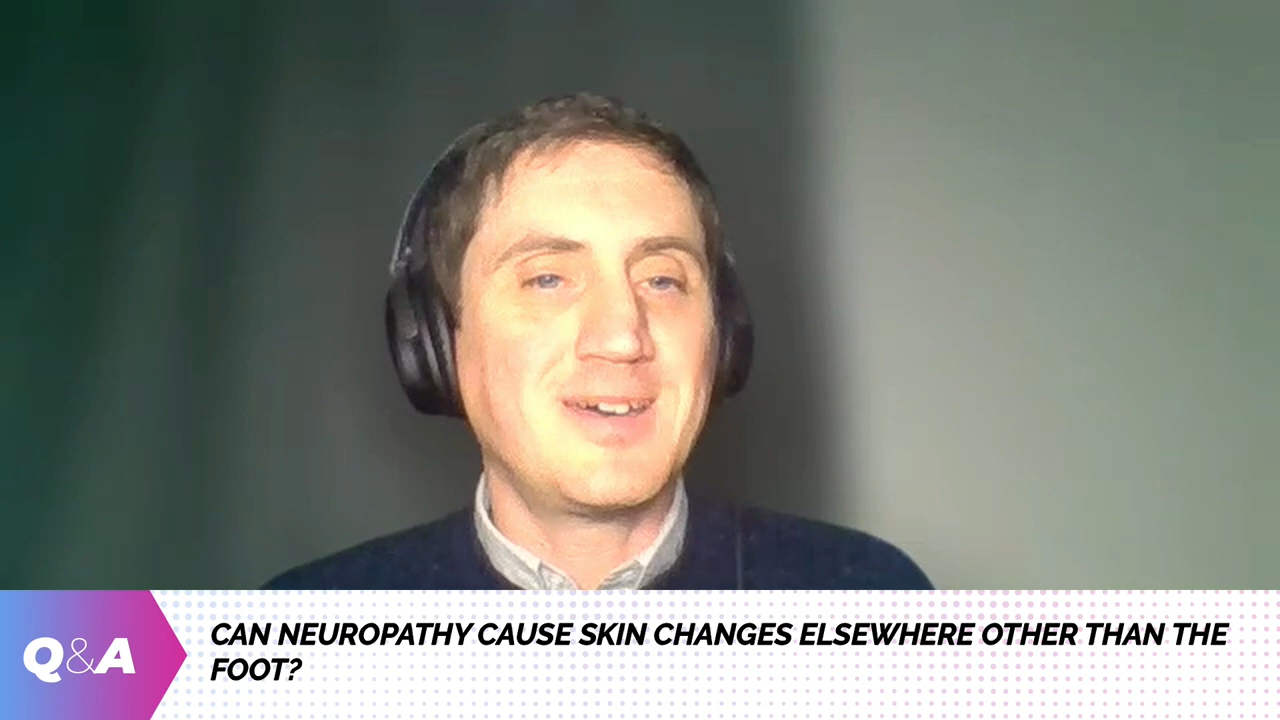 Q&A
CAN NEUROPATHY CAUSE SKIN CHANGES ELSEWHERE OTHER THAN THE
FOOT?